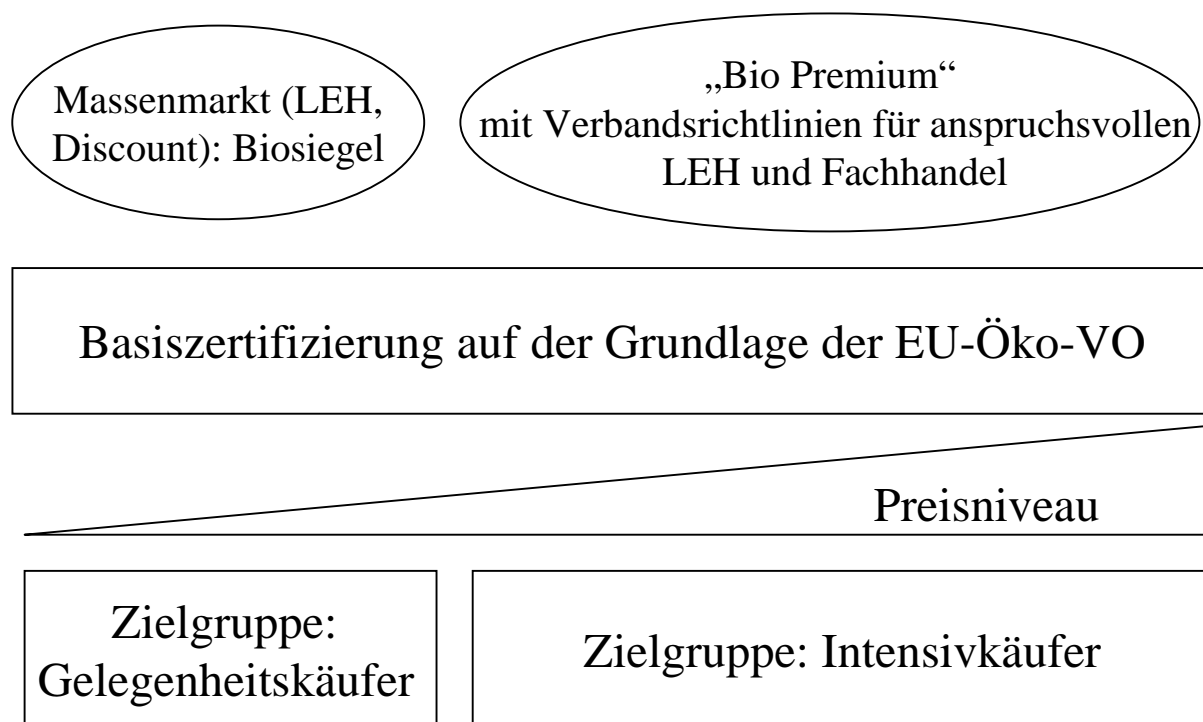 Massenmarkt (LEH,
Discount): Biosiegel
„Bio Premium“
mit Verbandsrichtlinien für anspruchsvollen
LEH und Fachhandel
Basiszertifizierung auf der Grundlage der EU-Öko-VO
Preisniveau
Zielgruppe:
Gelegenheitskäufer
Zielgruppe: Intensivkäufer